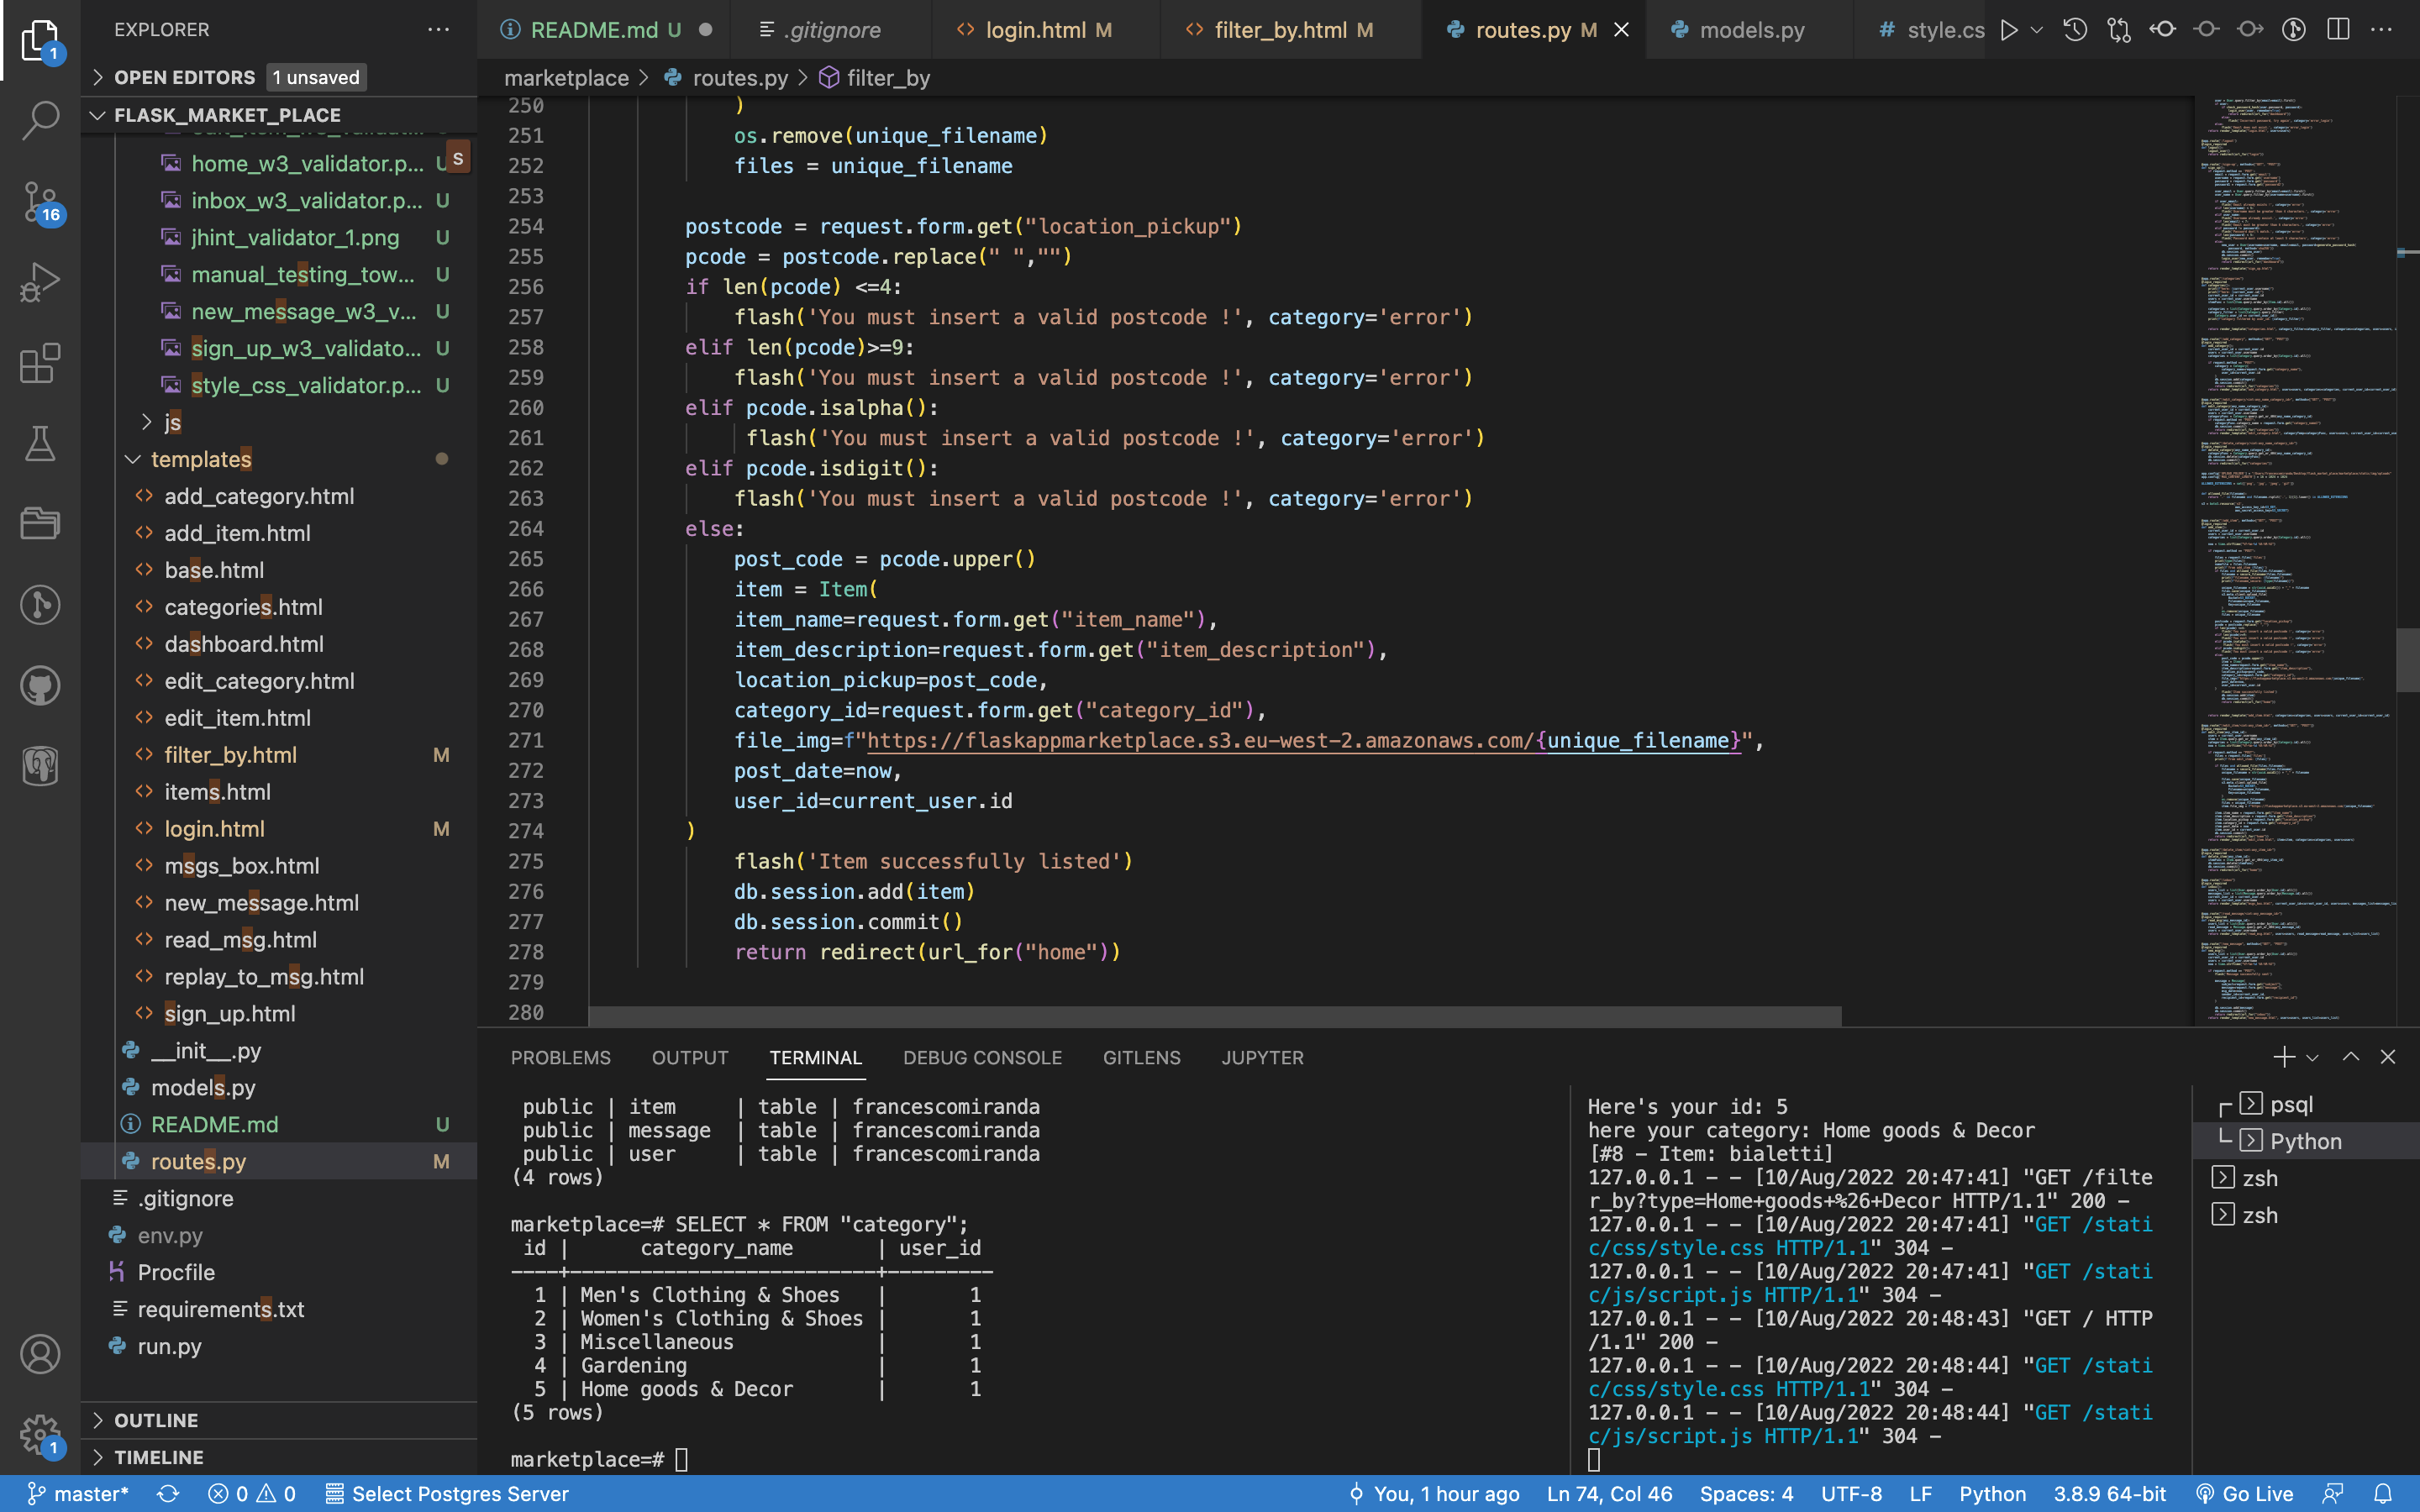 EXPLORER
OPEN EDITORS 1 unsaved
FLASK_MARKET_PLACE
home_w3_validator.p... U
S
inbox_w3_validator.p... U
jhint_validator_1.png U
manual_testing_tow... U
new_message_w3_v... U
sign_up_w3_validato... U
style_css_validator.p... U
js
templates
add_category.html
add_item.html
base.html
categories.html
dashboard.html
edit_category.html
edit_item.html
filter_by.html M
items.html
login.html M
msgs_box.html
new_message.html
read_msg.html
replay_to_msg.html
sign_up.html
__init__.py
models.py
README.md U
routes.py M
.gitignore
env.py
Procfile
requirements.txt
run.py
OUTLINE
TIMELINE
1
16
1
README.md U .gitignore login.html M filter_by.html M routes.py M models.py style.cs
marketplace > routes.py > filter_by
250 )
251 os.remove(unique_filename)
252 files = unique_filename
253
254 postcode = request.form.get("location_pickup")
255 pcode = postcode.replace(" ","")
256 if len(pcode) <=4:
257 flash('You must insert a valid postcode !', category='error')
258 elif len(pcode)>=9:
259 flash('You must insert a valid postcode !', category='error')
260 elif pcode.isalpha():
261 flash('You must insert a valid postcode !', category='error')
262 elif pcode.isdigit():
263 flash('You must insert a valid postcode !', category='error')
264 else:
265 post_code = pcode.upper()
266 item = Item(
267 item_name=request.form.get("item_name"),
268 item_description=request.form.get("item_description"),
269 location_pickup=post_code,
270 category_id=request.form.get("category_id"),
271 file_img=f"https://flaskappmarketplace.s3.eu-west-2.amazonaws.com/{unique_filename}",
272 post_date=now,
273 user_id=current_user.id
274 )
275 flash('Item successfully listed')
276 db.session.add(item)
277 db.session.commit()
278 return redirect(url_for("home"))
279
280
PROBLEMS OUTPUT TERMINAL DEBUG CONSOLE GITLENS JUPYTER
public | item | table | francescomiranda
public | message | table | francescomiranda
public | user | table | francescomiranda
(4 rows)
marketplace=# SELECT * FROM "category";
id | category_name | user_id
----+-------------------------+---------
1 | Men's Clothing & Shoes | 1
2 | Women's Clothing & Shoes | 1
3 | Miscellaneous | 1
4 | Gardening | 1
5 | Home goods & Decor | 1
(5 rows)
marketplace=#
Here's your id: 5
here your category: Home goods & Decor
[#8 - Item: bialetti]
127.0.0.1 - - [10/Aug/2022 20:47:41] "GET /filte
r_by?type=Home+goods+%26+Decor HTTP/1.1" 200 -
127.0.0.1 - - [10/Aug/2022 20:47:41] "GET /stati
c/css/style.css HTTP/1.1" 304 -
127.0.0.1 - - [10/Aug/2022 20:47:41] "GET /stati
c/js/script.js HTTP/1.1" 304 -
127.0.0.1 - - [10/Aug/2022 20:48:43] "GET / HTTP
/1.1" 200 -
127.0.0.1 - - [10/Aug/2022 20:48:44] "GET /stati
c/css/style.css HTTP/1.1" 304 -
127.0.0.1 - - [10/Aug/2022 20:48:44] "GET /stati
c/js/script.js HTTP/1.1" 304 -
psql
Python
zsh
zsh
master* 0 0 Select Postgres Server You, 1 hour ago Ln 74, Col 46 Spaces: 4 UTF-8 LF Python 3.8.9 64-bit Go Live